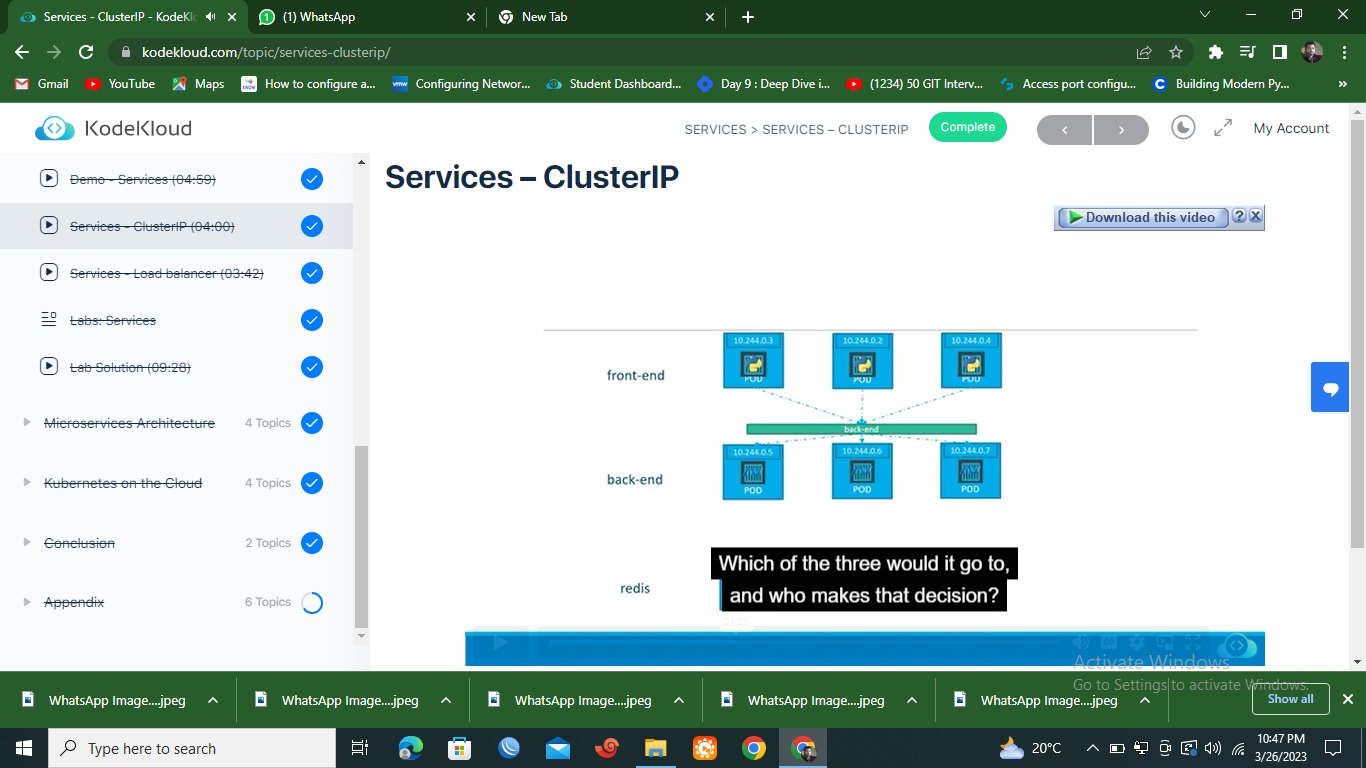 Services - ClusterIP - KodeKlo
(1) WhatsApp
New Tab
kodekloud.com/topic/services-clusterip/
Gmail
YouTube
Maps
How to configure a...
Configuring Networ...
Student Dashboard...
Day 9 : Deep Dive i...
(1234) 50 GIT Interv...
Access port configu...
Building Modern Py...
»
KodeKloud
SERVICES > SERVICES – CLUSTERIP
Complete
My Account
Demo - Services (04:59)
Services - ClusterIP (04:00)
Services - Load balancer (03:42)
Labs: Services
Lab Solution (09:28)
Microservices Architecture 4 Topics
Kubernetes on the Cloud 4 Topics
Conclusion 2 Topics
Appendix 6 Topics
Services – ClusterIP
Download this video
front-end
10.244.0.3
POD
10.244.0.2
POD
10.244.0.4
POD
back-end
back-end
10.244.0.5
POD
10.244.0.6
POD
10.244.0.7
POD
redis
Which of the three would it go to,
and who makes that decision?
01:26
Activate Windows
Go to Settings to activate Windows.
WhatsApp Image....jpeg
WhatsApp Image....jpeg
WhatsApp Image....jpeg
WhatsApp Image....jpeg
WhatsApp Image....jpeg
Show all
Type here to search
20°C
10:47 PM
3/26/2023